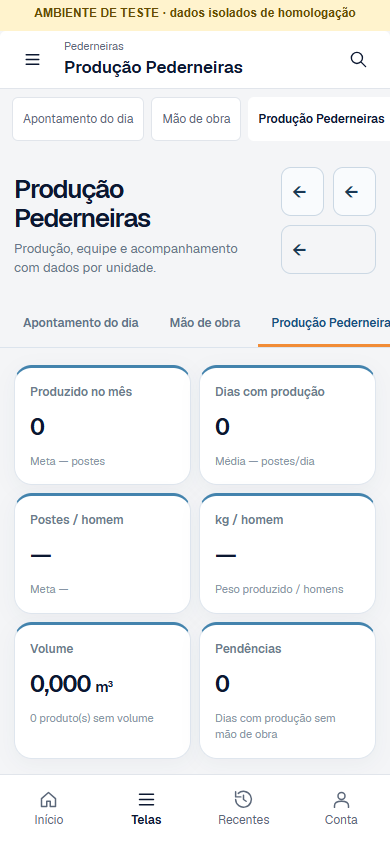 AMBIENTE DE TESTE · dados isolados de homologação
Pederneiras
Produção Pederneiras
Apontamento do dia
Mão de obra
Produção Pederneiras
Produção
Pederneiras
Produção, equipe e acompanhamento
com dados por unidade.
Apontamento do dia
Mão de obra
Produção Pederneira
Produzido no mês
0
Meta — postes
Dias com produção
0
Média — postes/dia
Postes / homem
—
Meta —
kg / homem
—
Peso produzido / homens
Volume
0,000 m³
0 produto(s) sem volume
Pendências
0
Dias com produção sem
mão de obra
Início
Telas
Recentes
Conta